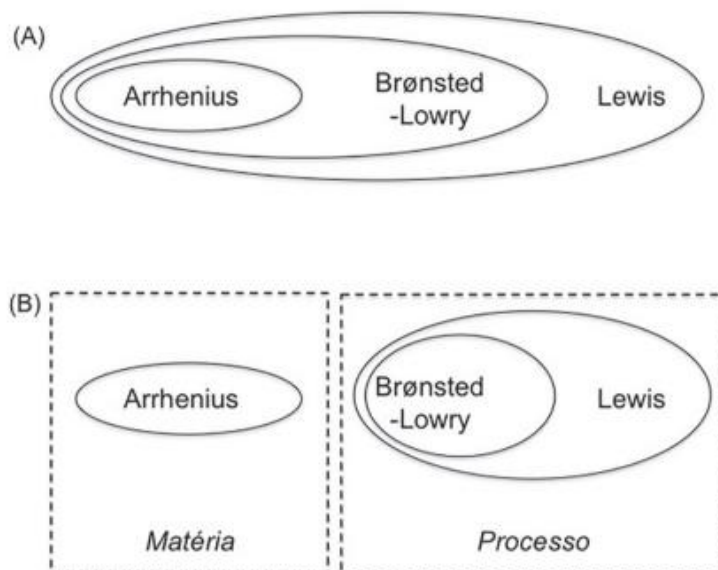 (A)
Arrhenius
Brønsted
-Lowry
Lewis
(B)
Arrhenius
Matéria
Brønsted
-Lowry
Lewis
Processo